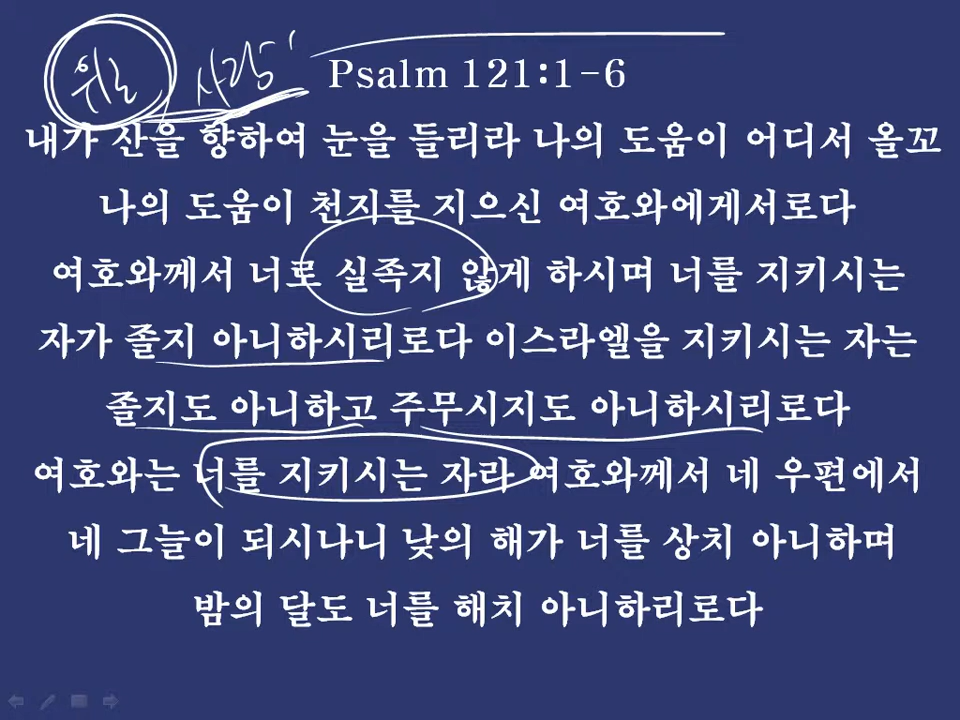 위로 사랑
Psalm 121:1-6
내가 산을 향하여 눈을 들리라 나의 도움이 어디서 올꼬
나의 도움이 천지를 지으신 여호와에게서로다
여호와께서 너로 실족지 않게 하시며 너를 지키시는
자가 졸지 아니하시리로다 이스라엘을 지키시는 자는
졸지도 아니하고 주무시지도 아니하시리로다
여호와는 너를 지키시는 자라 여호와께서 네 우편에서
네 그늘이 되시나니 낮의 해가 너를 상치 아니하며
밤의 달도 너를 해치 아니하리로다